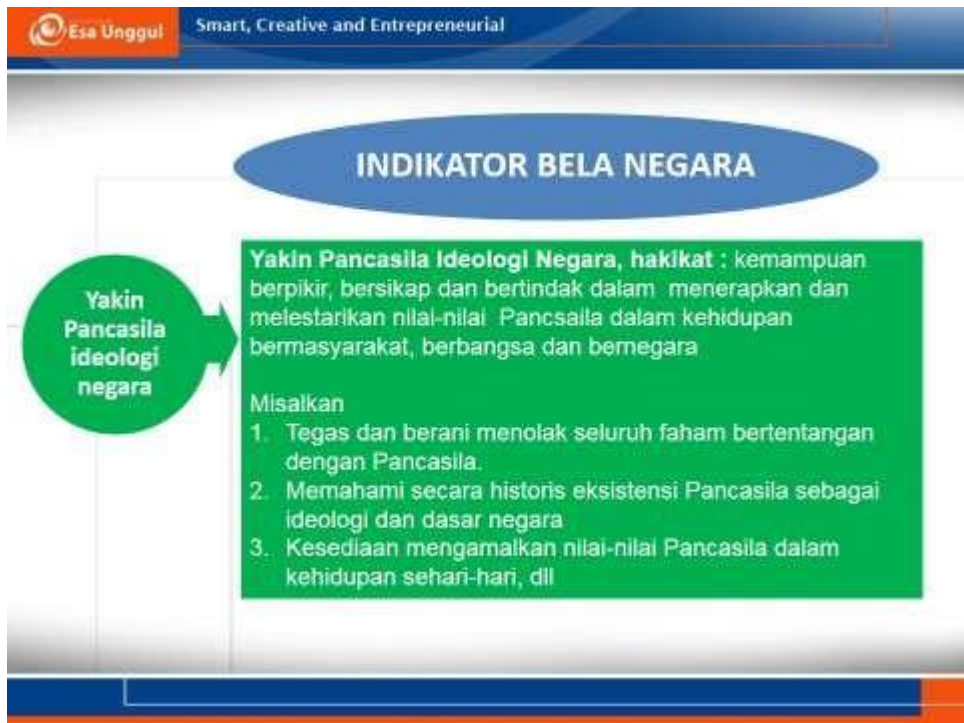 Esa Unggul
Smart, Creative and Entrepreneurial
INDIKATOR BELA NEGARA
Yakin
Pancasila
ideologi
negara
Yakin Pancasila Ideologi Negara, hakikat : kemampuan
berpikir, bersikap dan bertindak dalam menerapkan dan
melestarikan nilai-nilai Pancsaila dalam kehidupan
bermasyarakat, berbangsa dan bernegara
Misalkan
1. Tegas dan berani menolak seluruh faham bertentangan
dengan Pancasila.
2. Memahami secara historis eksistensi Pancasila sebagai
ideologi dan dasar negara
3. Kesediaan mengamalkan nilai-nilai Pancasila dalam
kehidupan sehari-hari, dll